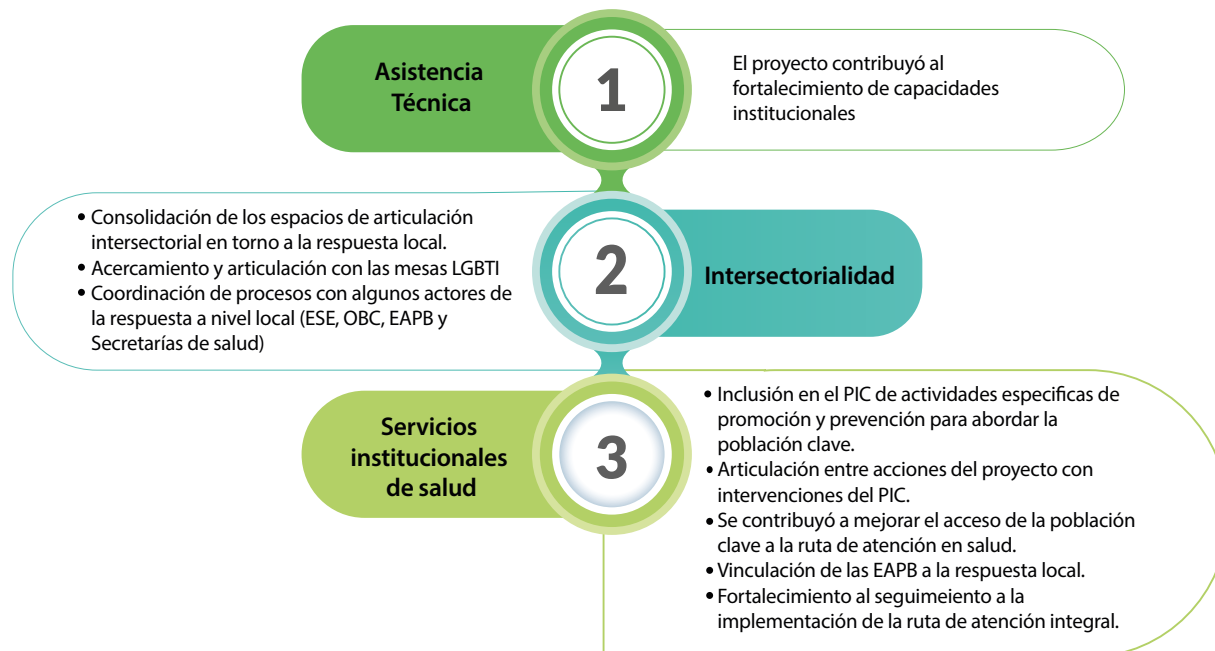 Asistencia
Técnica
1
El proyecto contribuyó al
fortalecimiento de capacidades
institucionales
• Consolidación de los espacios de articulación
intersectorial en torno a la respuesta local.
• Acercamiento y articulación con las mesas LGBTI
• Coordinación de procesos con algunos actores de
la respuesta a nivel local (ESE, OBC, EAPB y
Secretarías de salud)
2
Intersectorialidad
Servicios
institucionales
de salud
3
• Inclusión en el PIC de actividades especificas de
promoción y prevención para abordar la
población clave.
• Articulación entre acciones del proyecto con
intervenciones del PIC.
• Se contribuyó a mejorar el acceso de la población
clave a la ruta de atención en salud.
• Vinculación de las EAPB a la respuesta local.
• Fortalecimiento al seguimeiento a la
implementación de la ruta de atención integral.